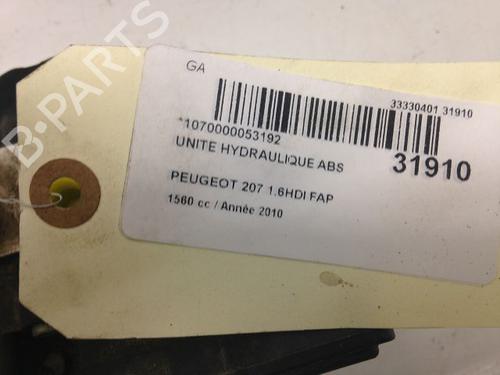 GA
33330401 31910
*1070000053192
UNITE HYDRAULIQUE ABS
31910
PEUGEOT 207 1.6HDI FAP
1560 cc / Année 2010
B-PARTS